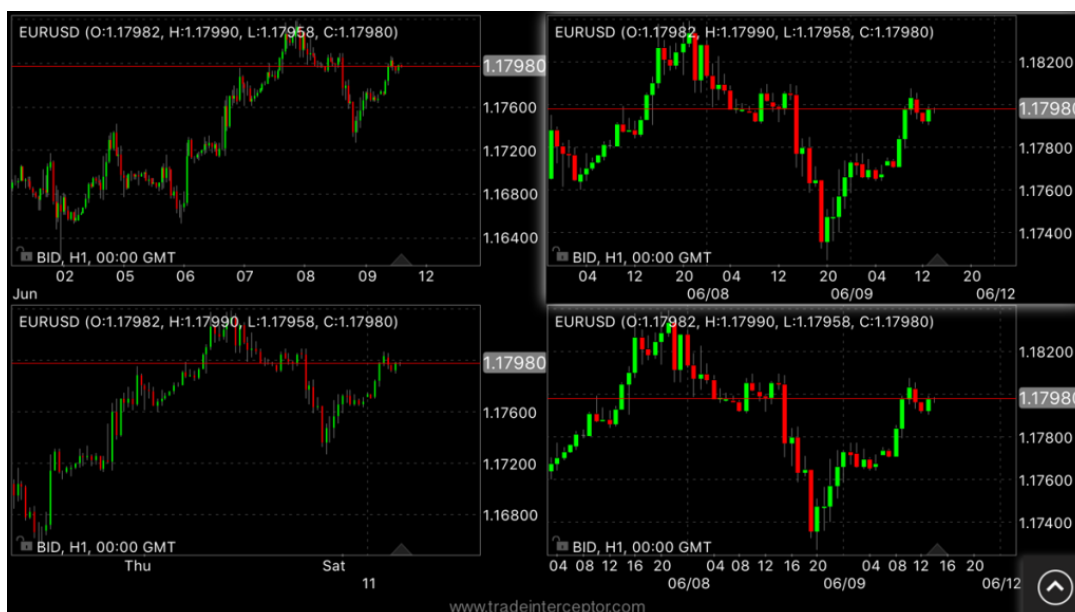 EURUSD (O:1.17982, H:1.17990, L:1.17958, C:1.17980)
1.17980
1.17600
1.17200
1.16800
1.16400
BID, H1, 00:00 GMT
02 05 06 07 08 09 12
Jun
EURUSD (O:1.17982, H:1.17990, L:1.17958, C:1.17980)
1.18200
1.17980
1.17800
1.17600
1.17400
BID, H1, 00:00 GMT
04 12 20 04 12 20 04 12 20
06/08 06/09 06/12
EURUSD (O:1.17982, H:1.17990, L:1.17958, C:1.17980)
1.17980
1.17600
1.17200
1.16800
BID, H1, 00:00 GMT
Thu Sat
11
EURUSD (O:1.17982, H:1.17990, L:1.17958, C:1.17980)
1.18200
1.17980
1.17800
1.17600
1.17400
BID, H1, 00:00 GMT
04 08 12 16 20 04 08 12 16 20 04 08 12 16 20
06/08 06/09 06/12
www.tradeinterceptor.com